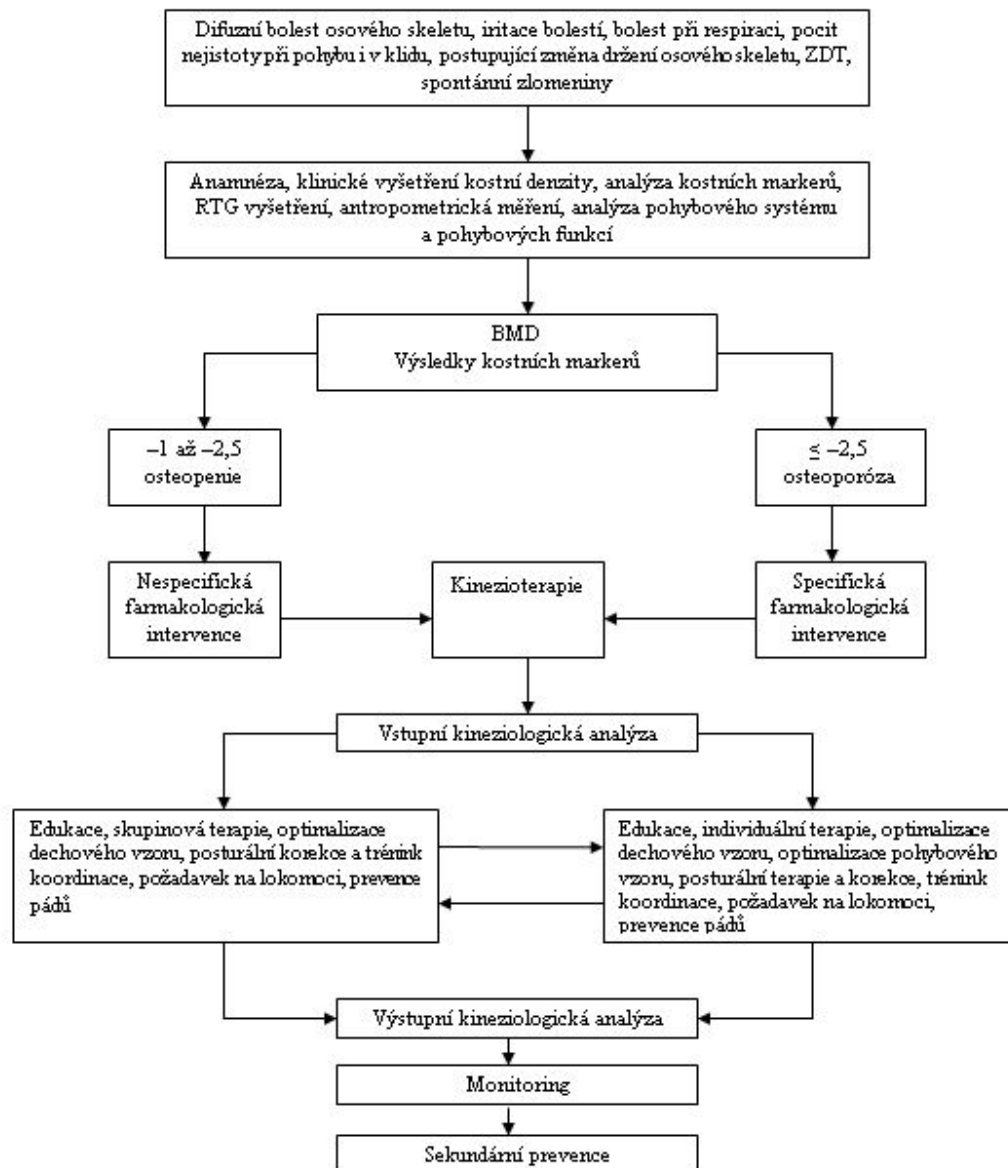 Difuzní bolest osového skeletu, iritace bolestí, bolest při respiraci, pocit
nejistoty při pohybu i v klidu, postupující změna držení osového skeletu, ZDT,
spontánní zlomeniny
Anamnéza, klinické vyšetření kostní denzity, analýza kostních markerů,
RTG vyšetření, antropometrická měření, analýza pohybového systému
a pohybových funkcí
BMD
Výsledky kostních markerů
–1 až –2,5
osteopenie
≤ –2,5
osteoporóza
Nespecifická
farmakologická
intervence
Kinezioterapie
Specifická
farmakologická
intervence
Vstupní kineziologická analýza
Edukace, skupinová terapie, optimalizace
dechového vzoru, posturální korekce a trénink
koordinace, požadavek na lokomoci, prevence
pádů
Edukace, individuální terapie, optimalizace
dechového vzoru, optimalizace pohybového
vzoru, posturální terapie a korekce, trénink
koordinace, požadavek na lokomoci,
prevence pádů
Výstupní kineziologická analýza
Monitoring
Sekundární prevence